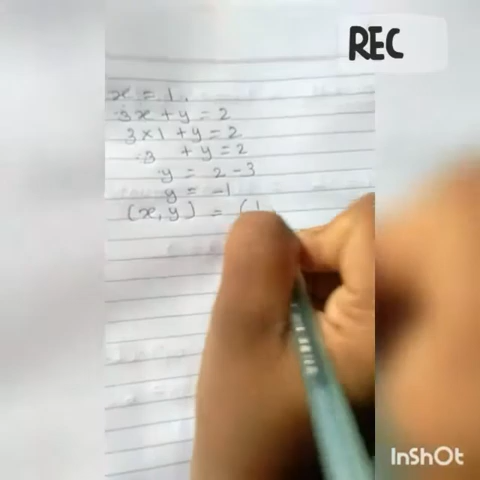 REC
x = 1.
3x + y = 2
3 × 1 + y = 2
3 + y = 2
y = 2 - 3
y = -1
(x, y) = (1
InShOt